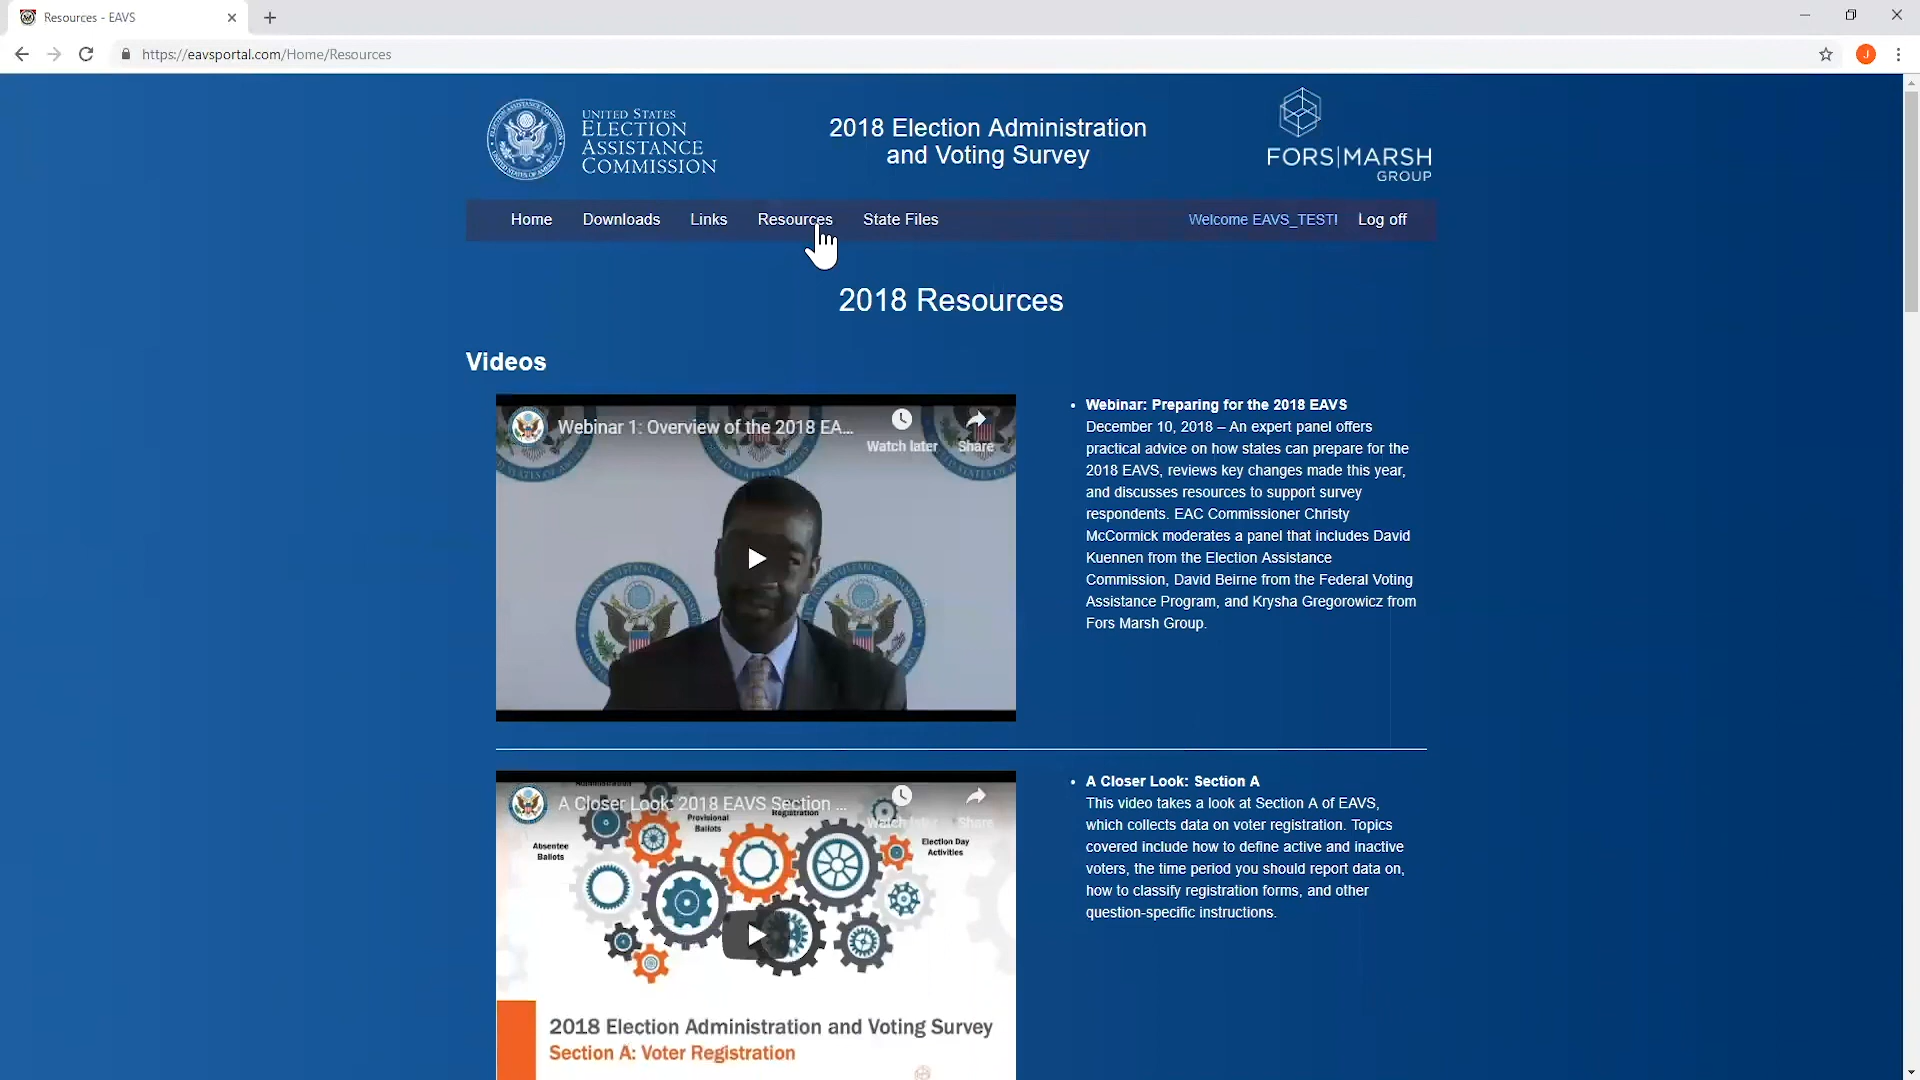 Resources - EAVS
https://eavsportal.com/Home/Resources
J
UNITED STATES
ELECTION
ASSISTANCE
COMMISSION
2018 Election Administration
and Voting Survey
FORS|MARSH
GROUP
Home Downloads Links Resources State Files Welcome EAVS_TEST! Log off
2018 Resources
Videos
Webinar 1: Overview of the 2018 EA...
Watch later Share
• Webinar: Preparing for the 2018 EAVS
December 10, 2018 – An expert panel offers
practical advice on how states can prepare for the
2018 EAVS, reviews key changes made this year,
and discusses resources to support survey
respondents. EAC Commissioner Christy
McCormick moderates a panel that includes David
Kuennen from the Election Assistance
Commission, David Beirne from the Federal Voting
Assistance Program, and Krysha Gregorowicz from
Fors Marsh Group.
A Closer Look: 2018 EAVS Section ...
Watch later Share
Provisional
Ballots
Registration
Absentee
Ballots
Election Day
Activities
2018 Election Administration and Voting Survey
Section A: Voter Registration
• A Closer Look: Section A
This video takes a look at Section A of EAVS,
which collects data on voter registration. Topics
covered include how to define active and inactive
voters, the time period you should report data on,
how to classify registration forms, and other
question-specific instructions.